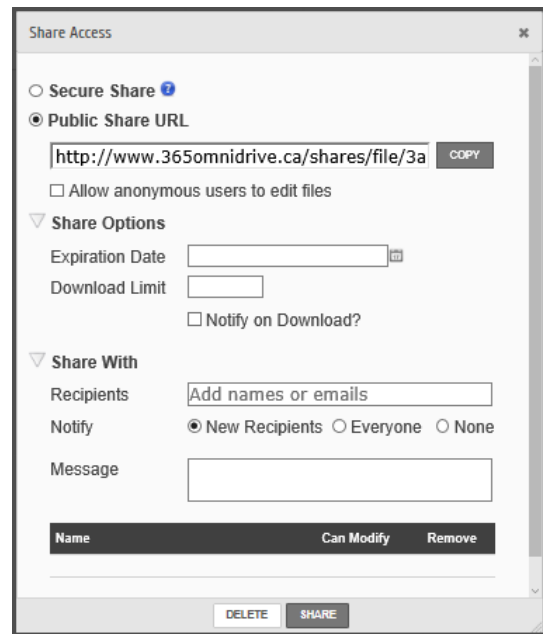 Share Access
Secure Share ?
Public Share URL
http://www.365omnidrive.ca/shares/file/3a COPY
Allow anonymous users to edit files
Share Options
Expiration Date
Download Limit
Notify on Download?
Share With
Recipients Add names or emails
Notify New Recipients Everyone None
Message
Name Can Modify Remove
DELETE SHARE